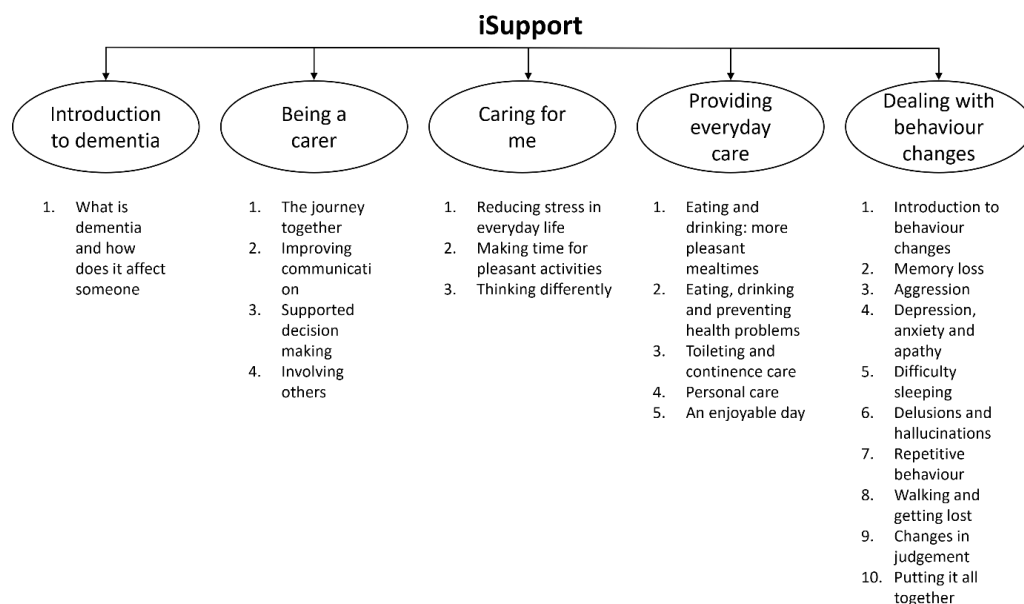 iSupport
Introduction
to dementia
Being a
carer
Caring for
me
Providing
everyday
care
Dealing with
behaviour
changes
1. What is
dementia
and how
does it affect
someone
1. The journey
together
2. Improving
communicati
on
3. Supported
decision
making
4. Involving
others
1. Reducing stress in
everyday life
2. Making time for
pleasant activities
3. Thinking differently
1. Eating and
drinking: more
pleasant
mealtimes
2. Eating, drinking
and preventing
health problems
3. Toileting and
continence care
4. Personal care
5. An enjoyable day
1. Introduction to
behaviour
changes
2. Memory loss
3. Aggression
4. Depression,
anxiety and
apathy
5. Difficulty
sleeping
6. Delusions and
hallucinations
7. Repetitive
behaviour
8. Walking and
getting lost
9. Changes in
judgement
10. Putting it all
together